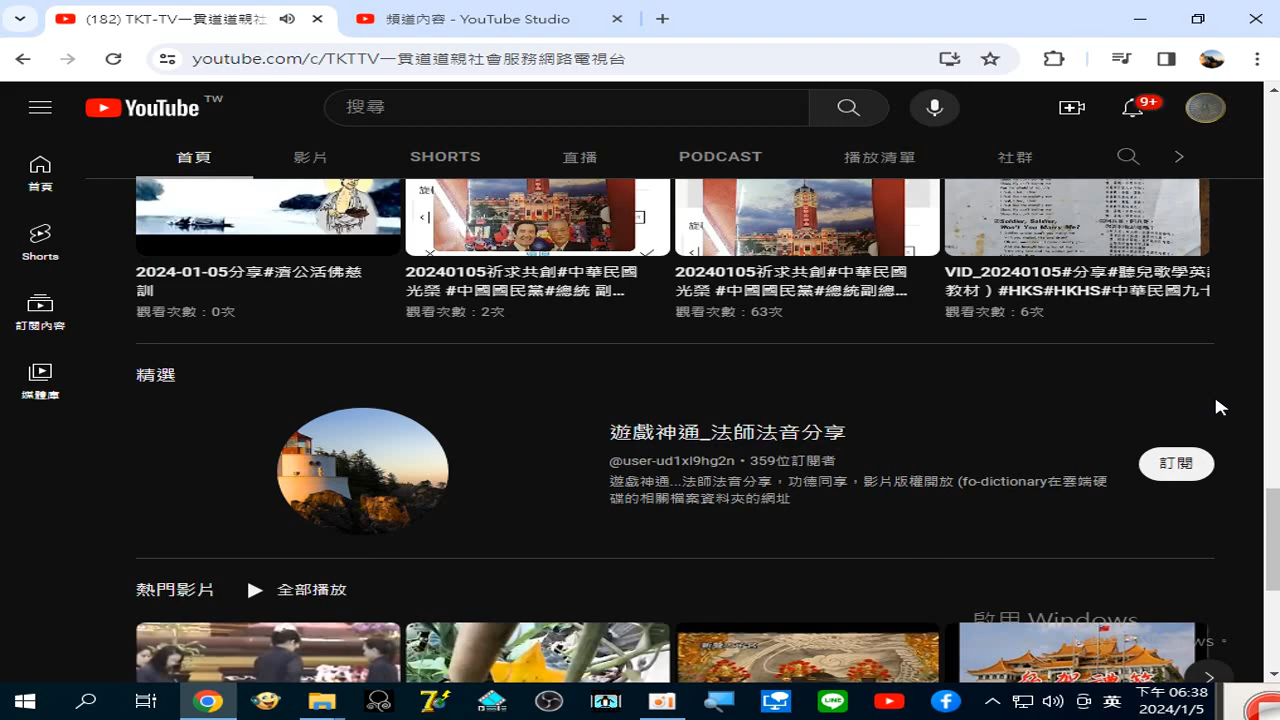 (182) TKT-TV一貫道道親社
頻道內容 - YouTube Studio
youtube.com/c/TKTTV一貫道道親社會服務網路電視台
YouTube TW
搜尋
9+
首頁
影片
SHORTS
直播
PODCAST
播放清單
社群
首頁
Shorts
訂閱內容
媒體庫
Soldier, Soldier,
Won't You Marry Me?
2024-01-05分享#濟公活佛慈
訓
觀看次數：0次
20240105祈求共創#中華民國
光榮 #中國國民黨#總統 副...
觀看次數：2次
20240105祈求共創#中華民國
光榮 #中國國民黨#總統副總...
觀看次數：63次
VID_20240105#分享#聽兒歌學英
教材）#HKS#HKHS#中華民國九十
觀看次數：6次
精選
遊戲神通_法師法音分享
@user-ud1xl9hg2n・359位訂閱者
遊戲神通...法師法音分享，功德同享，影片版權開放 (fo-dictionary在雲端硬
碟的相關檔案資料夾的網址
訂閱
熱門影片
全部播放
啟用 Windows
英
下午 06:38
2024/1/5